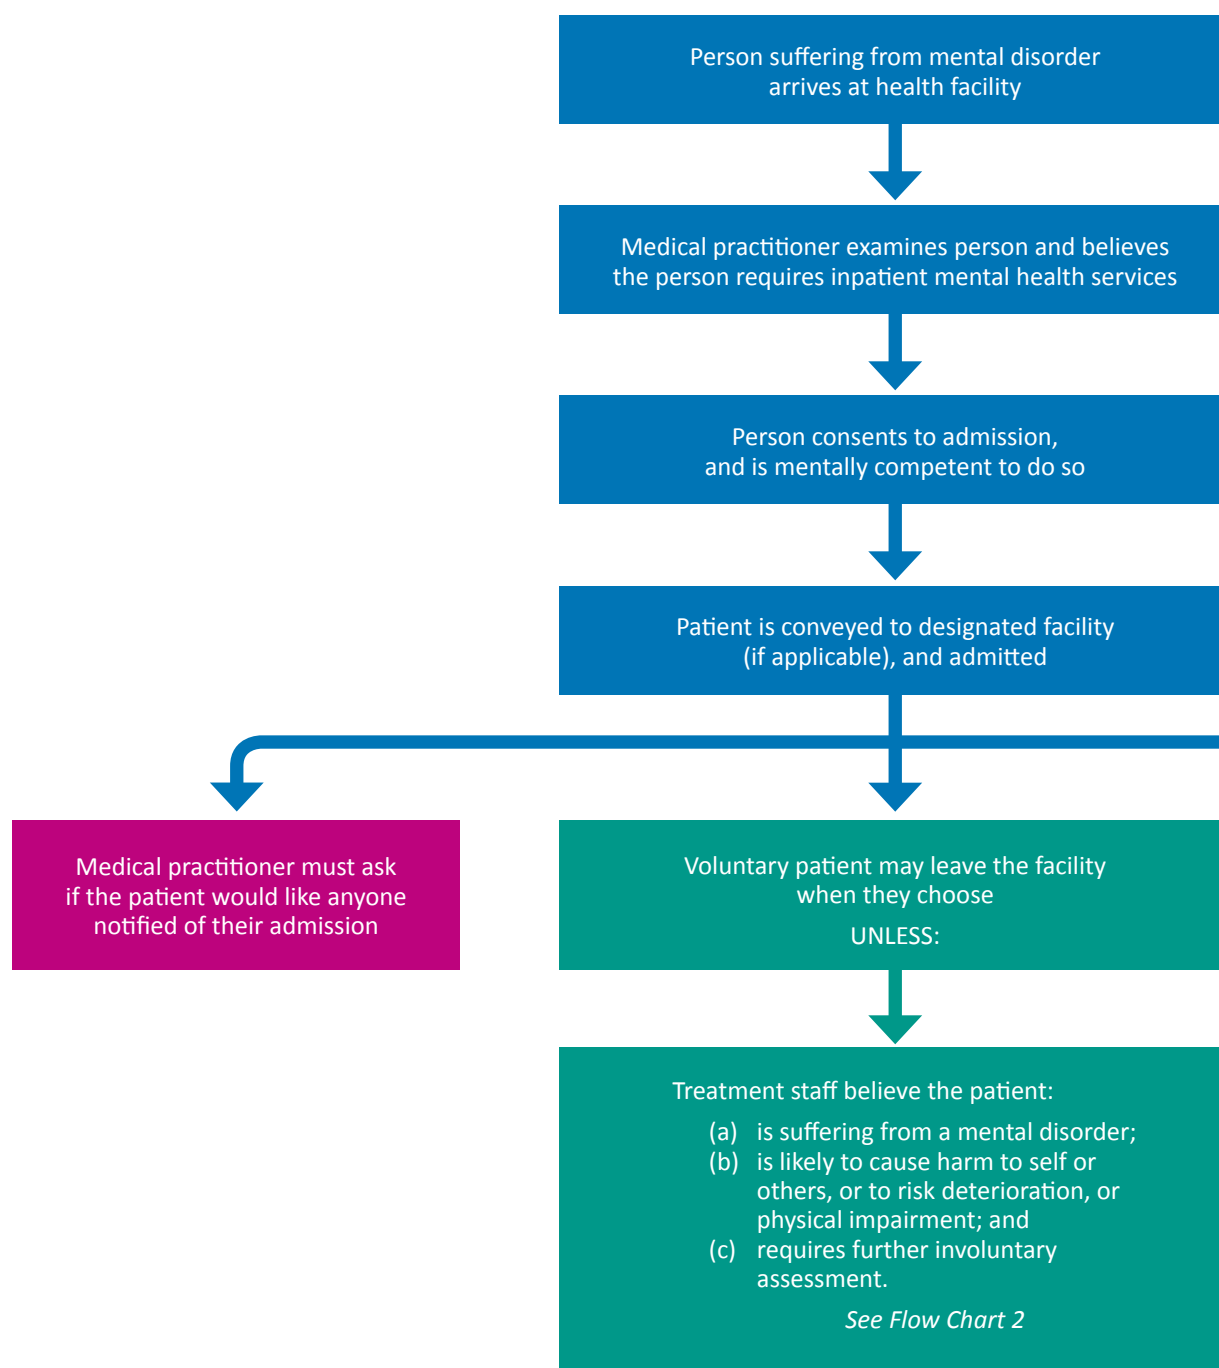 Person suffering from mental disorder
arrives at health facility
Medical practitioner examines person and believes
the person requires inpatient mental health services
Person consents to admission,
and is mentally competent to do so
Patient is conveyed to designated facility
(if applicable), and admitted
Medical practitioner must ask
if the patient would like anyone
notified of their admission
Voluntary patient may leave the facility
when they choose
UNLESS:
Treatment staff believe the patient:
(a) is suffering from a mental disorder;
(b) is likely to cause harm to self or
others, or to risk deterioration, or
physical impairment; and
(c) requires further involuntary
assessment.
See Flow Chart 2